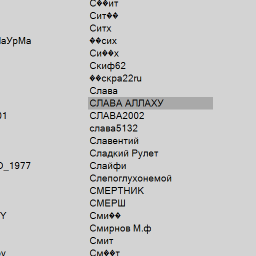 С��ит
Сит��
Ситх
��сих
Си��х
Скиф62
��скра22ru
Слава
СЛАВА АЛЛАХУ
СЛАВА2002
слава5132
Славентий
Сладкий Рулет
Слайфи
Слепоглухонемой
СМЕРТНИК
СМЕРШ
Сми��
Смирнов М.ф
Смит
См��т
аУрМа
01
O_1977
Y